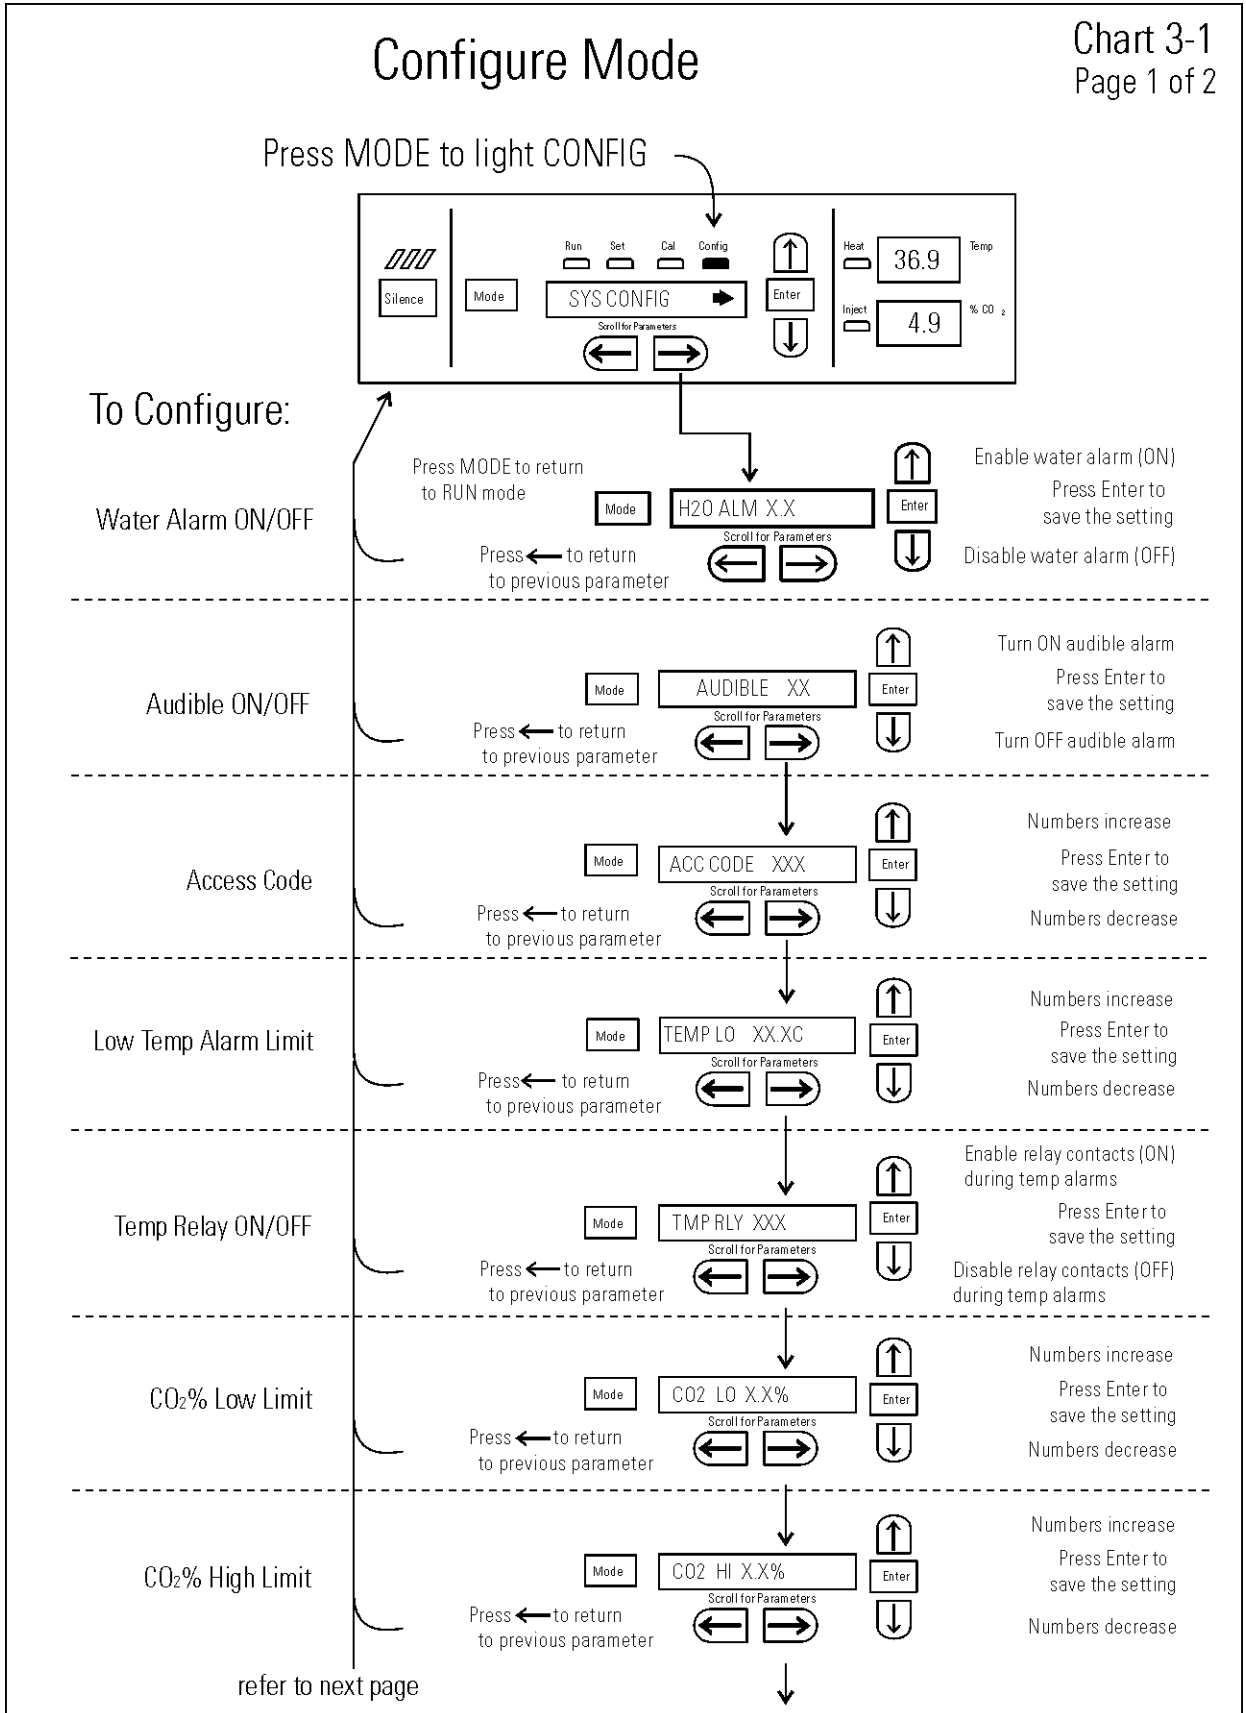 Configure Mode
Chart 3-1
Page 1 of 2
Press MODE to light CONFIG
Run Set Cal Config
Heat
36.9
Temp
Silence
Mode
SYS CONFIG
Enter
Inject
4.9
% CO 2
Scroll for Parameters
To Configure:
Water Alarm ON/OFF
Press MODE to return
to RUN mode
Mode
H2O ALM X.X
Scroll for Parameters
Press ← to return
to previous parameter
Enter
Enable water alarm (ON)
Press Enter to
save the setting
Disable water alarm (OFF)
Audible ON/OFF
Mode
AUDIBLE XX
Scroll for Parameters
Press ← to return
to previous parameter
Enter
Turn ON audible alarm
Press Enter to
save the setting
Turn OFF audible alarm
Access Code
Mode
ACC CODE XXX
Scroll for Parameters
Press ← to return
to previous parameter
Enter
Numbers increase
Press Enter to
save the setting
Numbers decrease
Low Temp Alarm Limit
Mode
TEMP LO XX.XC
Scroll for Parameters
Press ← to return
to previous parameter
Enter
Numbers increase
Press Enter to
save the setting
Numbers decrease
Temp Relay ON/OFF
Mode
TMP RLY XXX
Scroll for Parameters
Press ← to return
to previous parameter
Enter
Enable relay contacts (ON)
during temp alarms
Press Enter to
save the setting
Disable relay contacts (OFF)
during temp alarms
CO₂% Low Limit
Mode
CO2 LO X.X%
Scroll for Parameters
Press ← to return
to previous parameter
Enter
Numbers increase
Press Enter to
save the setting
Numbers decrease
CO₂% High Limit
Mode
CO2 HI X.X%
Scroll for Parameters
Press ← to return
to previous parameter
Enter
Numbers increase
Press Enter to
save the setting
Numbers decrease
refer to next page